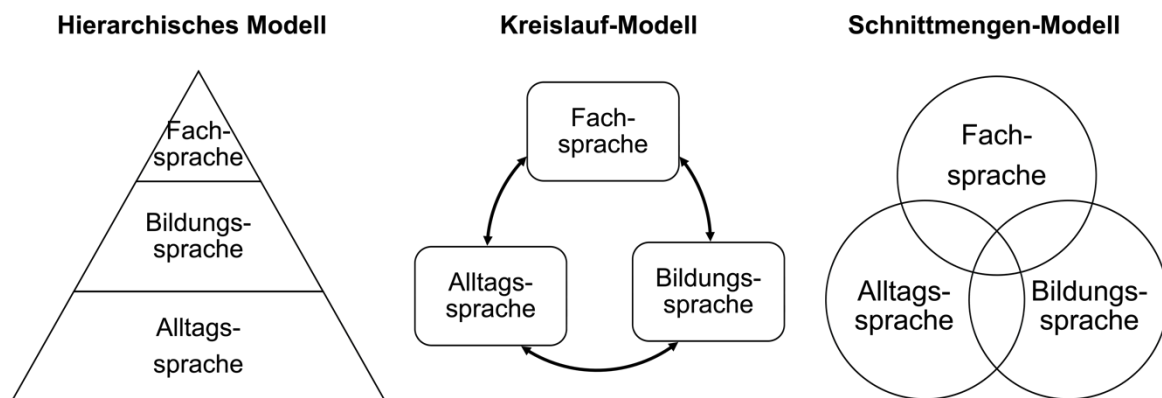 Hierarchisches Modell
Fach-
sprache
Bildungs-
sprache
Alltags-
sprache
Kreislauf-Modell
Fach-
sprache
Alltags-
sprache
Bildungs-
sprache
Schnittmengen-Modell
Fach-
sprache
Alltags-
sprache
Bildungs-
sprache